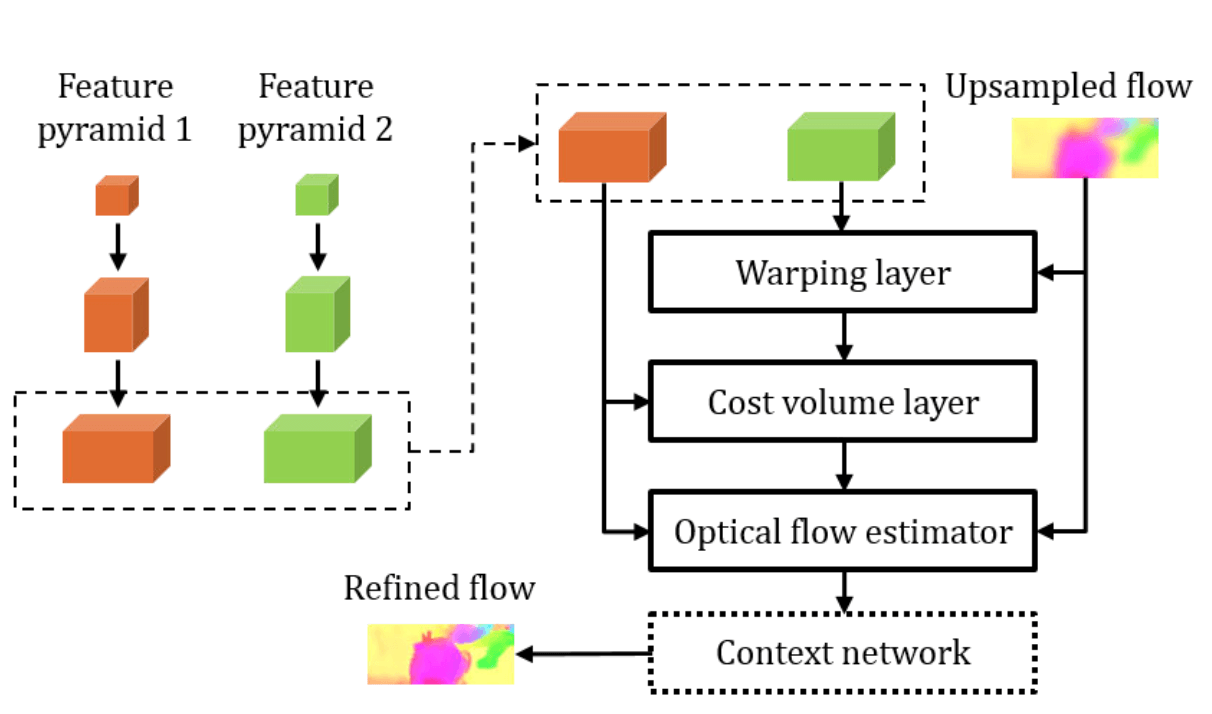 Feature
pyramid 1
Feature
pyramid 2
Upsampled flow
Warping layer
Cost volume layer
Optical flow estimator
Refined flow
Context network